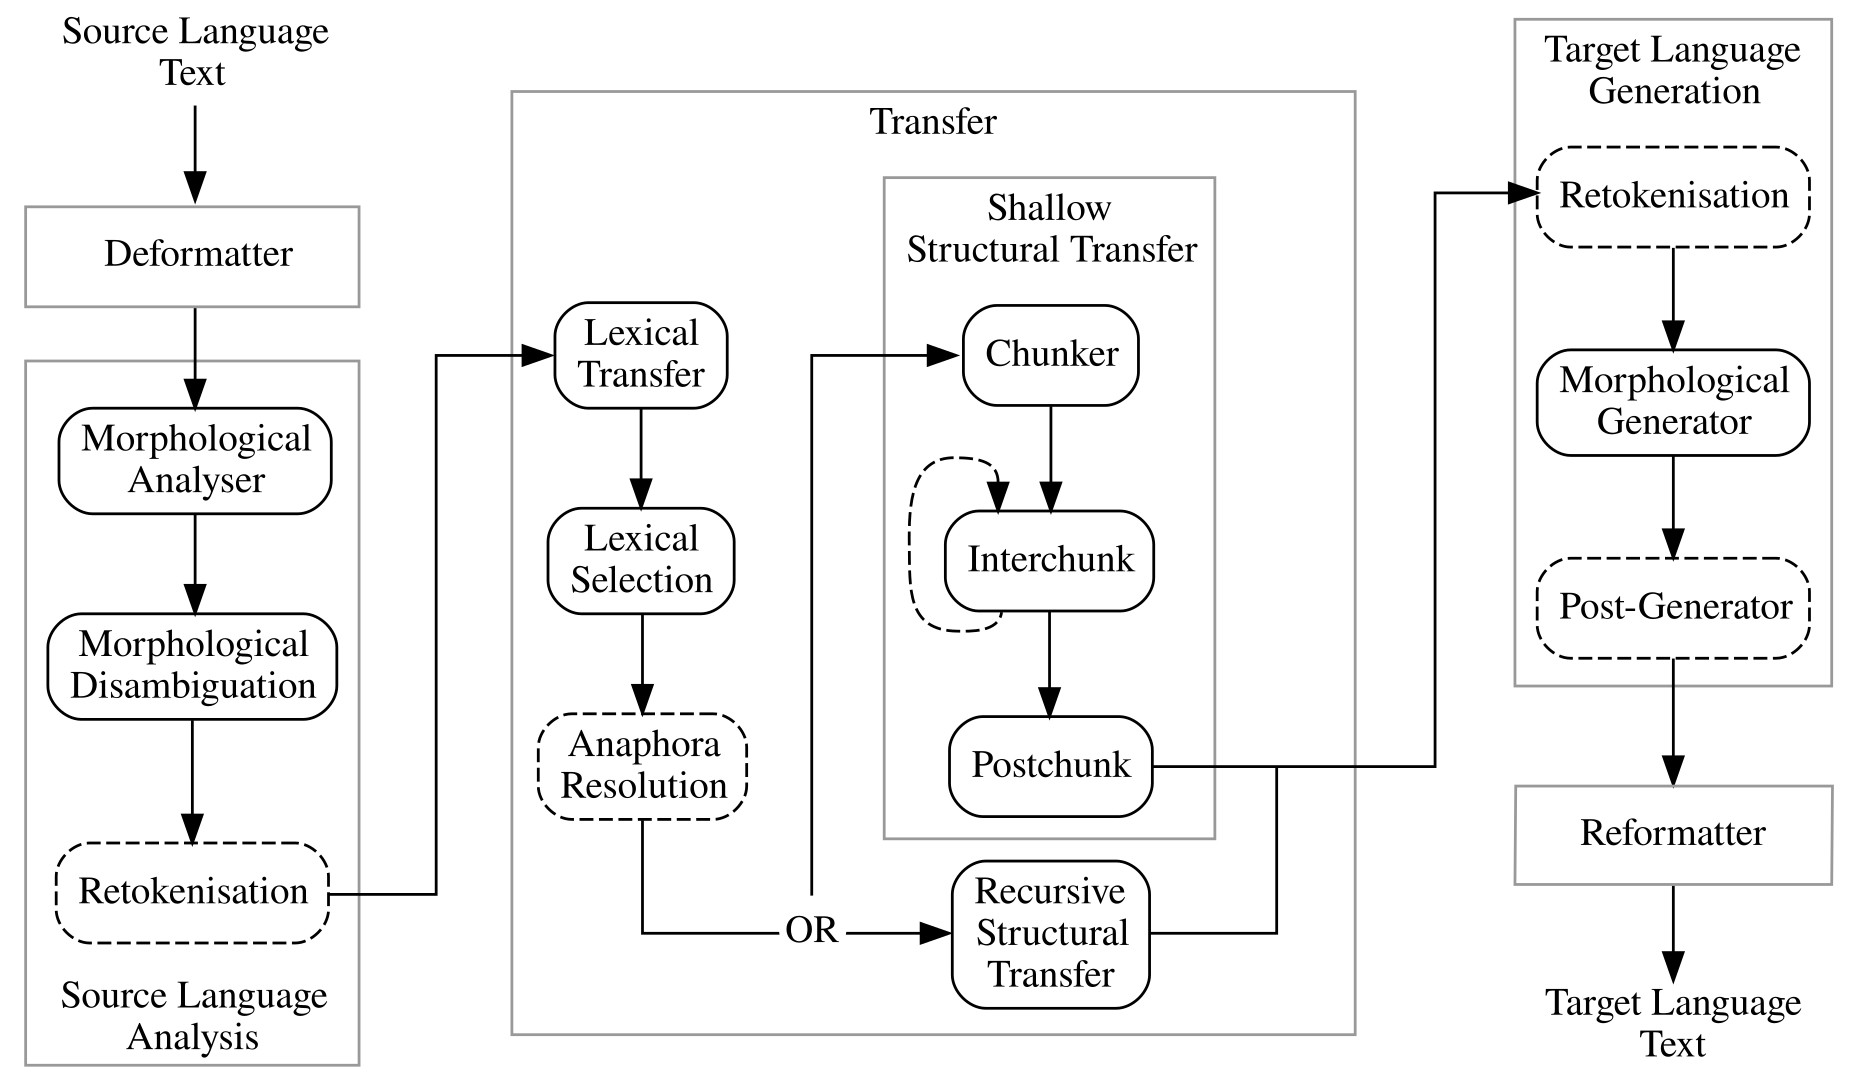 Source Language
Text
Deformatter
Morphological
Analyser
Morphological
Disambiguation
Retokenisation
Source Language
Analysis
Transfer
Lexical
Transfer
Lexical
Selection
Anaphora
Resolution
OR
Shallow
Structural Transfer
Chunker
Interchunk
Postchunk
Recursive
Structural
Transfer
Target Language
Generation
Retokenisation
Morphological
Generator
Post-Generator
Reformatter
Target Language
Text